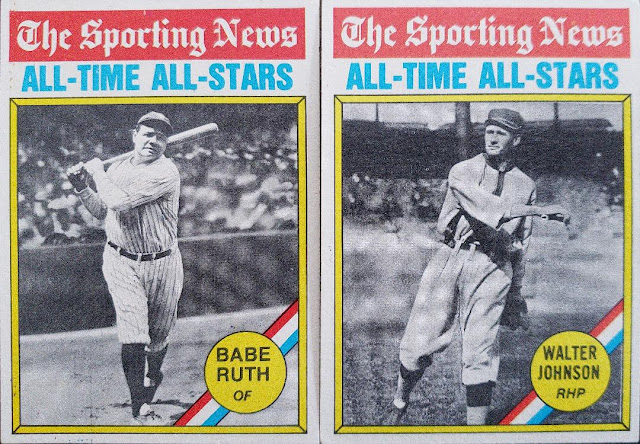 The Sporting News
ALL-TIME ALL-STARS
BABE
RUTH
OF
The Sporting News
ALL-TIME ALL-STARS
WALTER
JOHNSON
RHP